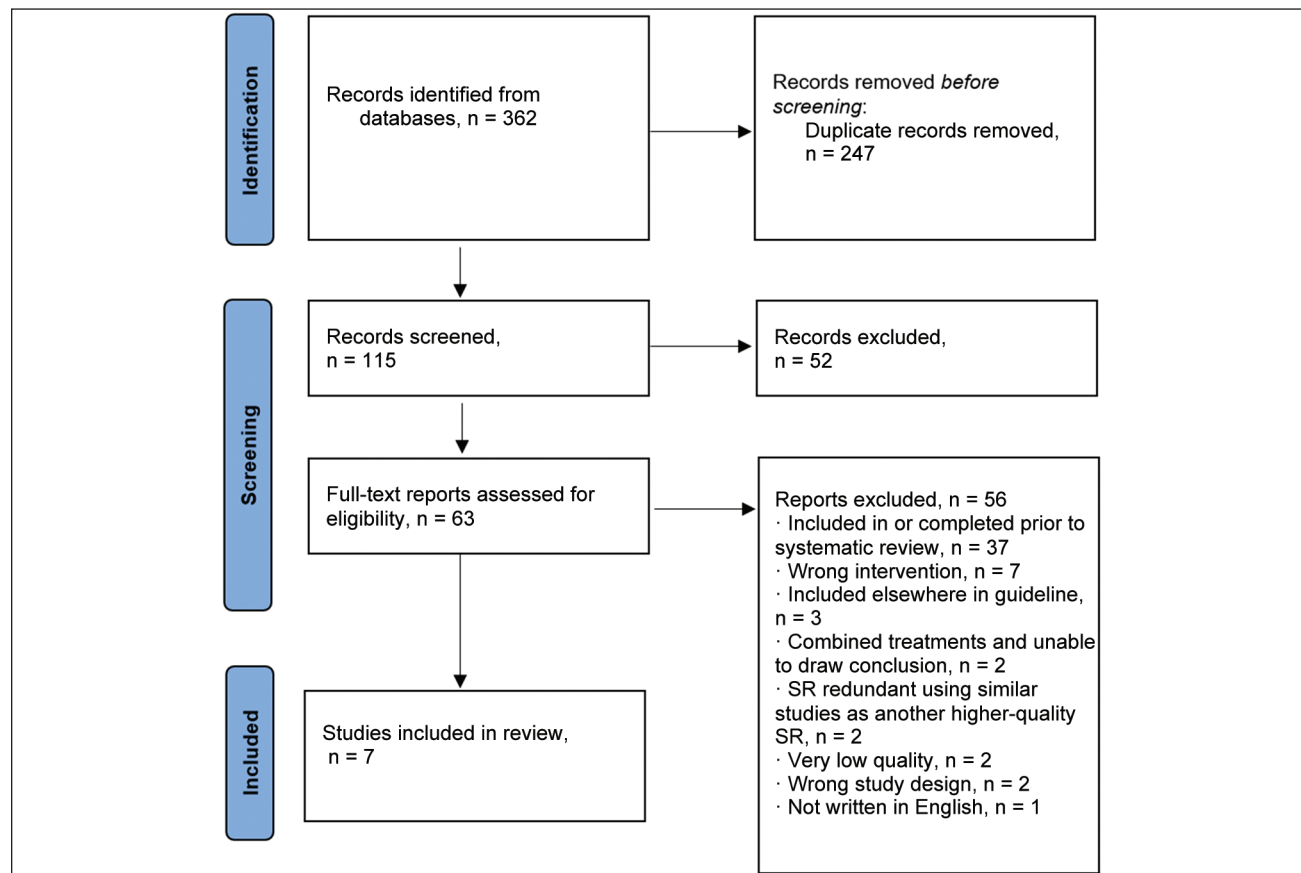 Identification
Records identified from
databases, n = 362
Records removed before
screening:
Duplicate records removed,
n = 247
Screening
Records screened,
n = 115
Records excluded,
n = 52
Full-text reports assessed for
eligibility, n = 63
Reports excluded, n = 56
· Included in or completed prior to
systematic review, n = 37
· Wrong intervention, n = 7
· Included elsewhere in guideline,
n = 3
· Combined treatments and unable
to draw conclusion, n = 2
· SR redundant using similar
studies as another higher-quality
SR, n = 2
· Very low quality, n = 2
· Wrong study design, n = 2
· Not written in English, n = 1
Included
Studies included in review,
n = 7